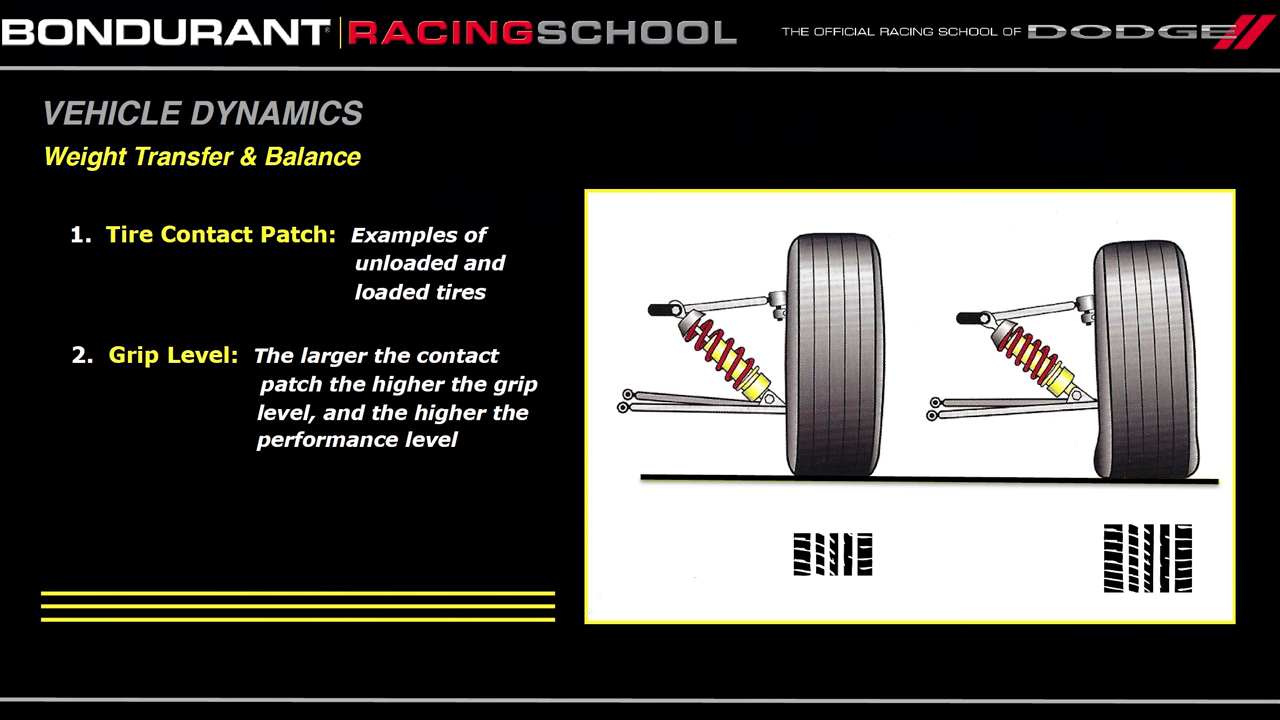 BONDURANT® RACINGSCHOOL
THE OFFICIAL RACING SCHOOL OF DODGE
VEHICLE DYNAMICS
Weight Transfer & Balance
1. Tire Contact Patch: Examples of
unloaded and
loaded tires
2. Grip Level: The larger the contact
patch the higher the grip
level, and the higher the
performance level